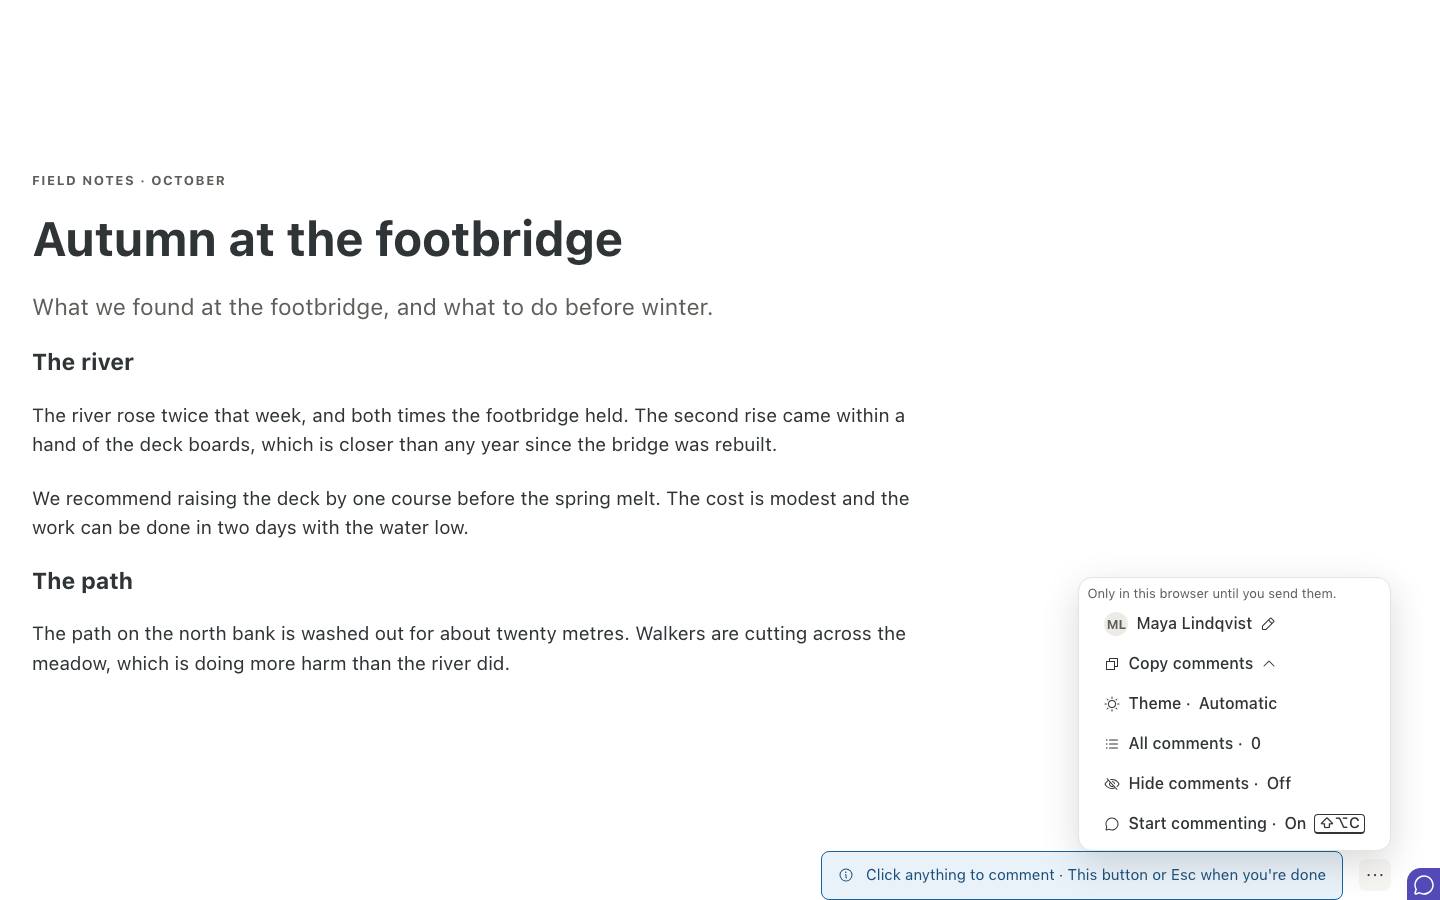 FIELD NOTES · OCTOBER
Autumn at the footbridge
What we found at the footbridge, and what to do before winter.
The river
The river rose twice that week, and both times the footbridge held. The second rise came within a
hand of the deck boards, which is closer than any year since the bridge was rebuilt.
We recommend raising the deck by one course before the spring melt. The cost is modest and the
work can be done in two days with the water low.
The path
The path on the north bank is washed out for about twenty metres. Walkers are cutting across the
meadow, which is doing more harm than the river did.
Only in this browser until you send them.
ML Maya Lindqvist
Copy comments
Theme · Automatic
All comments · 0
Hide comments · Off
Start commenting · On ⇧⌥C
Click anything to comment · This button or Esc when you're done